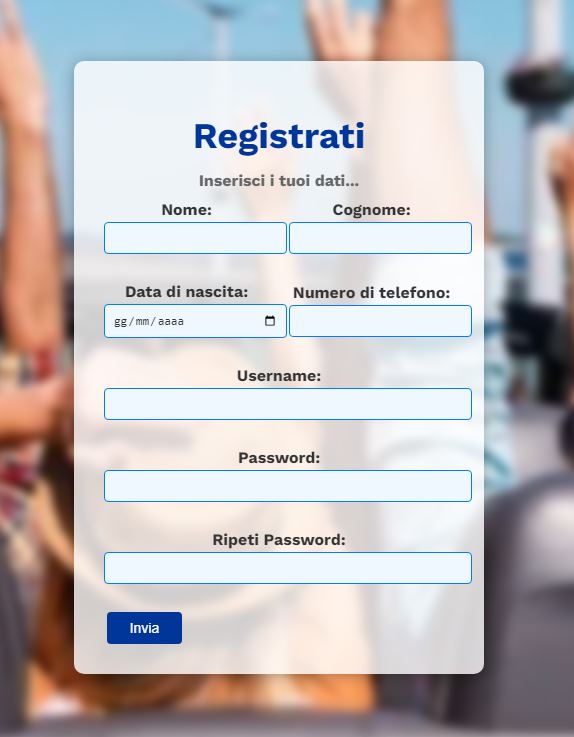 Registrati
Inserisci i tuoi dati...
Nome: Cognome:
Data di nascita: Numero di telefono:
gg/mm/aaaa
Username:
Password:
Ripeti Password:
Invia